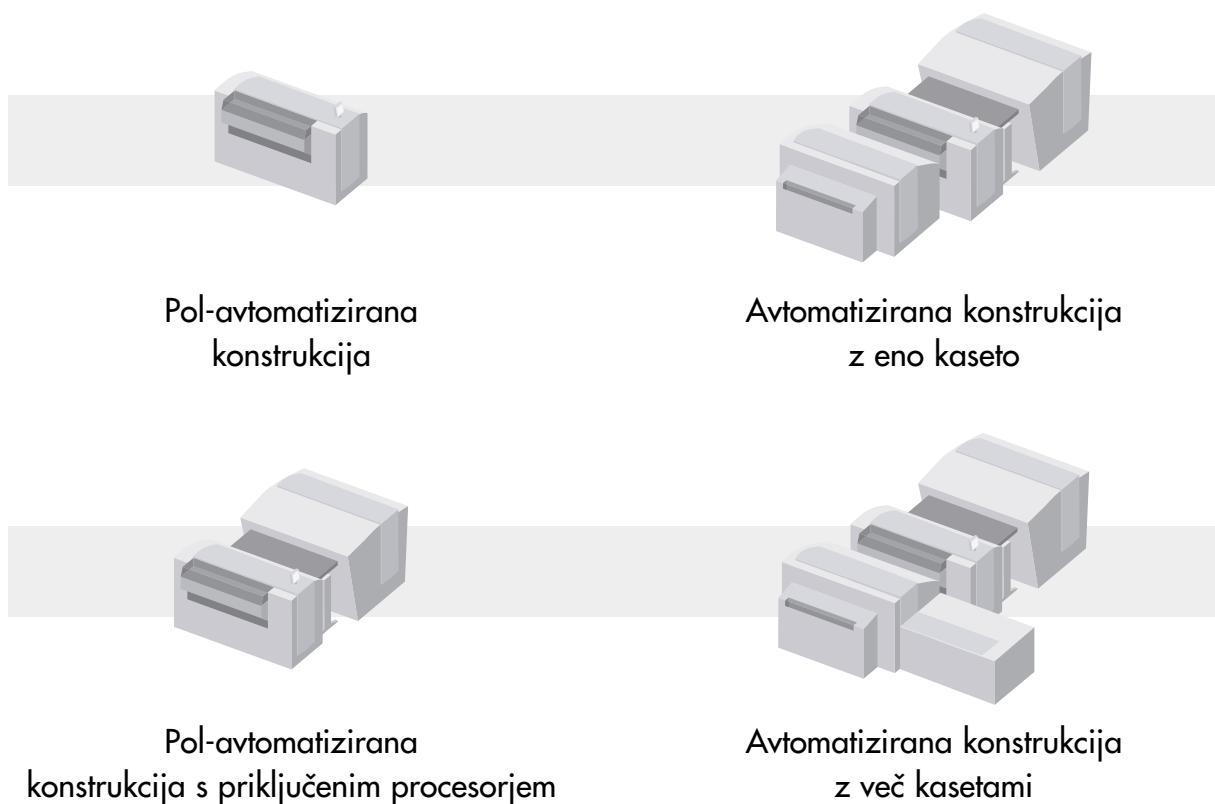 Pol-avtomatizirana
konstrukcija
Avtomatizirana konstrukcija
z eno kaseto
Pol-avtomatizirana
konstrukcija s priključenim procesorjem
Avtomatizirana konstrukcija
z več kasetami